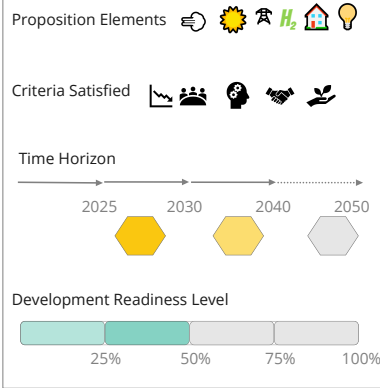 Proposition Elements H2
Criteria Satisfied
Time Horizon
2025 2030 2040 2050
Development Readiness Level
25% 50% 75% 100%